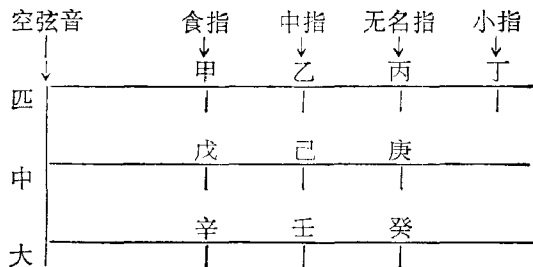 空弦音 食指 中指 无名指 小指
甲 乙 丙 丁
匹
戊 己 庚
中
辛 壬 癸
大